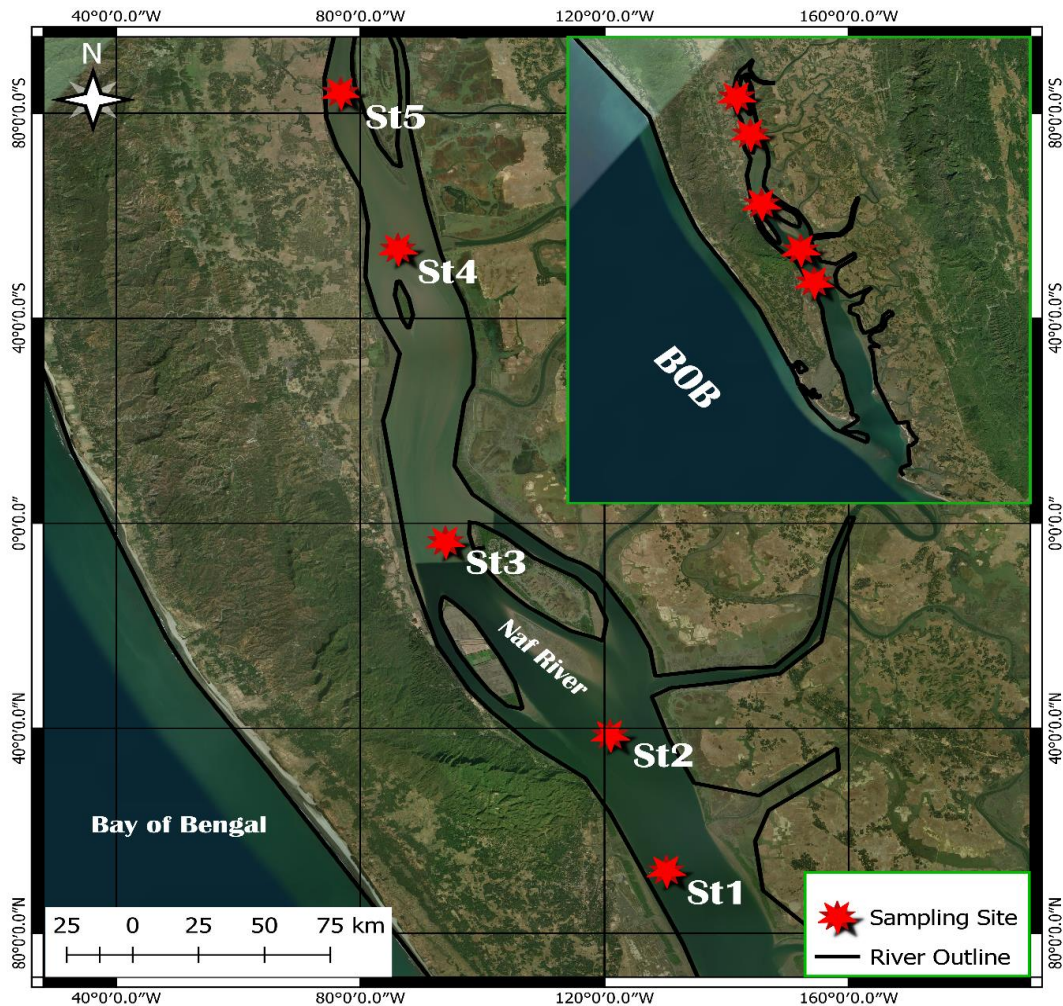 40°0'0.0"W 80°0'0.0"W 120°0'0.0"W 160°0'0.0"W
N
80°0'0.0"S
40°0'0.0"S
0°0'0.0"
40°0'0.0"N
80°0'0.0"N
St5
St4
St3
Naf River
St2
St1
Bay of Bengal
BOB
80°0'0.0"S
40°0'0.0"S
0°0'0.0"
40°0'0.0"N
80°0'0.0"N
25 0 25 50 75 km
Sampling Site
River Outline
40°0'0.0"W 80°0'0.0"W 120°0'0.0"W 160°0'0.0"W